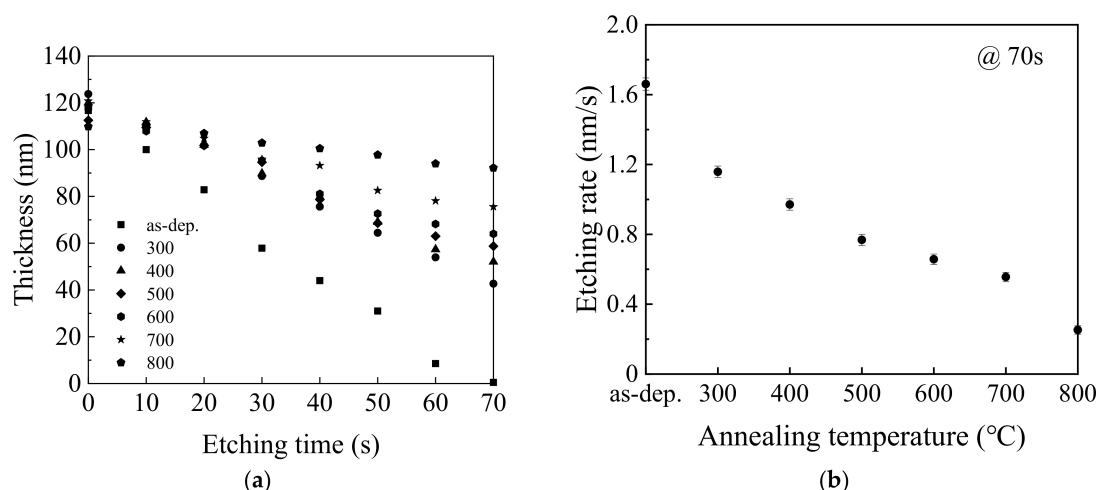 140
120
100
80
60
40
20
0
Thickness (nm)
as-dep.
300
400
500
600
700
800
0 10 20 30 40 50 60 70
Etching time (s)
(a)
2.0
1.6
1.2
0.8
0.4
0
Etching rate (nm/s)
@ 70s
as-dep. 300 400 500 600 700 800
Annealing temperature (℃)
(b)